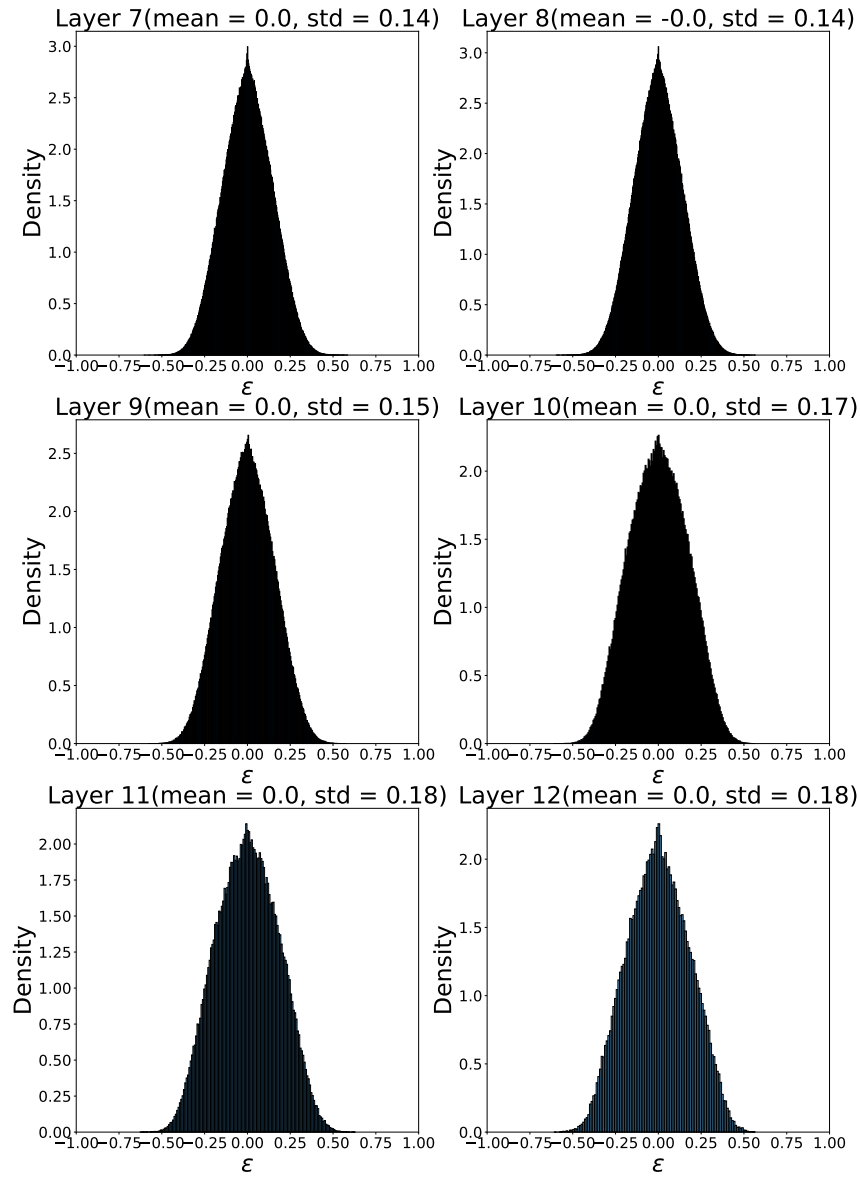 Layer 7(mean = 0.0, std = 0.14)
3.0
2.5
2.0
1.5
1.0
0.5
0.0
Density
−1.00−0.75−0.50−0.25 0.00 0.25 0.50 0.75 1.00
ε
Layer 8(mean = -0.0, std = 0.14)
3.0
2.5
2.0
1.5
1.0
0.5
0.0
Density
−1.00−0.75−0.50−0.25 0.00 0.25 0.50 0.75 1.00
ε
Layer 9(mean = 0.0, std = 0.15)
2.5
2.0
1.5
1.0
0.5
0.0
Density
−1.00−0.75−0.50−0.25 0.00 0.25 0.50 0.75 1.00
ε
Layer 10(mean = 0.0, std = 0.17)
2.0
1.5
1.0
0.5
0.0
Density
−1.00−0.75−0.50−0.25 0.00 0.25 0.50 0.75 1.00
ε
Layer 11(mean = 0.0, std = 0.18)
2.00
1.75
1.50
1.25
1.00
0.75
0.50
0.25
0.00
Density
−1.00−0.75−0.50−0.25 0.00 0.25 0.50 0.75 1.00
ε
Layer 12(mean = 0.0, std = 0.18)
2.0
1.5
1.0
0.5
0.0
Density
−1.00−0.75−0.50−0.25 0.00 0.25 0.50 0.75 1.00
ε